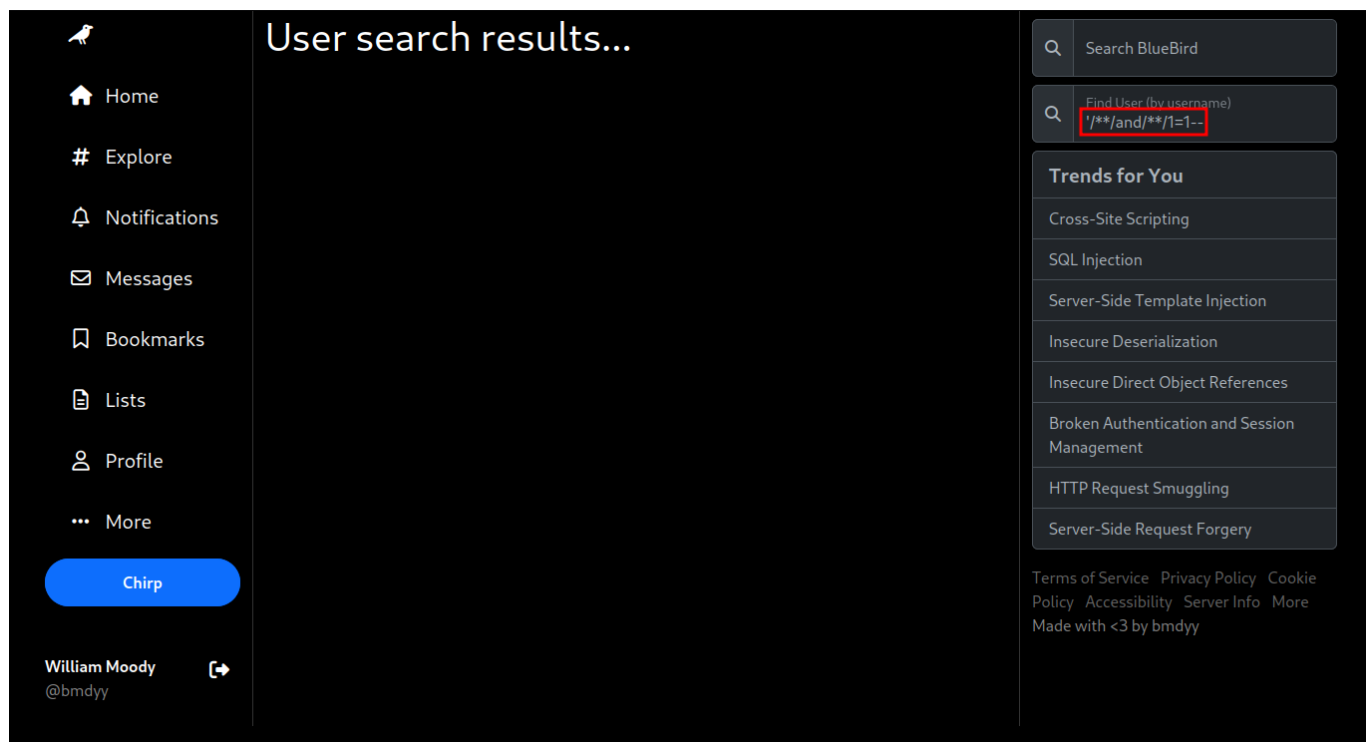 Home
Explore
Notifications
Messages
Bookmarks
Lists
Profile
More
Chirp
William Moody
@bmdyy
User search results...
Search BlueBird
Find User (by username)
'/**/and/**/1=1--
Trends for You
Cross-Site Scripting
SQL Injection
Server-Side Template Injection
Insecure Deserialization
Insecure Direct Object References
Broken Authentication and Session
Management
HTTP Request Smuggling
Server-Side Request Forgery
Terms of Service Privacy Policy Cookie
Policy Accessibility Server Info More
Made with <3 by bmdyy